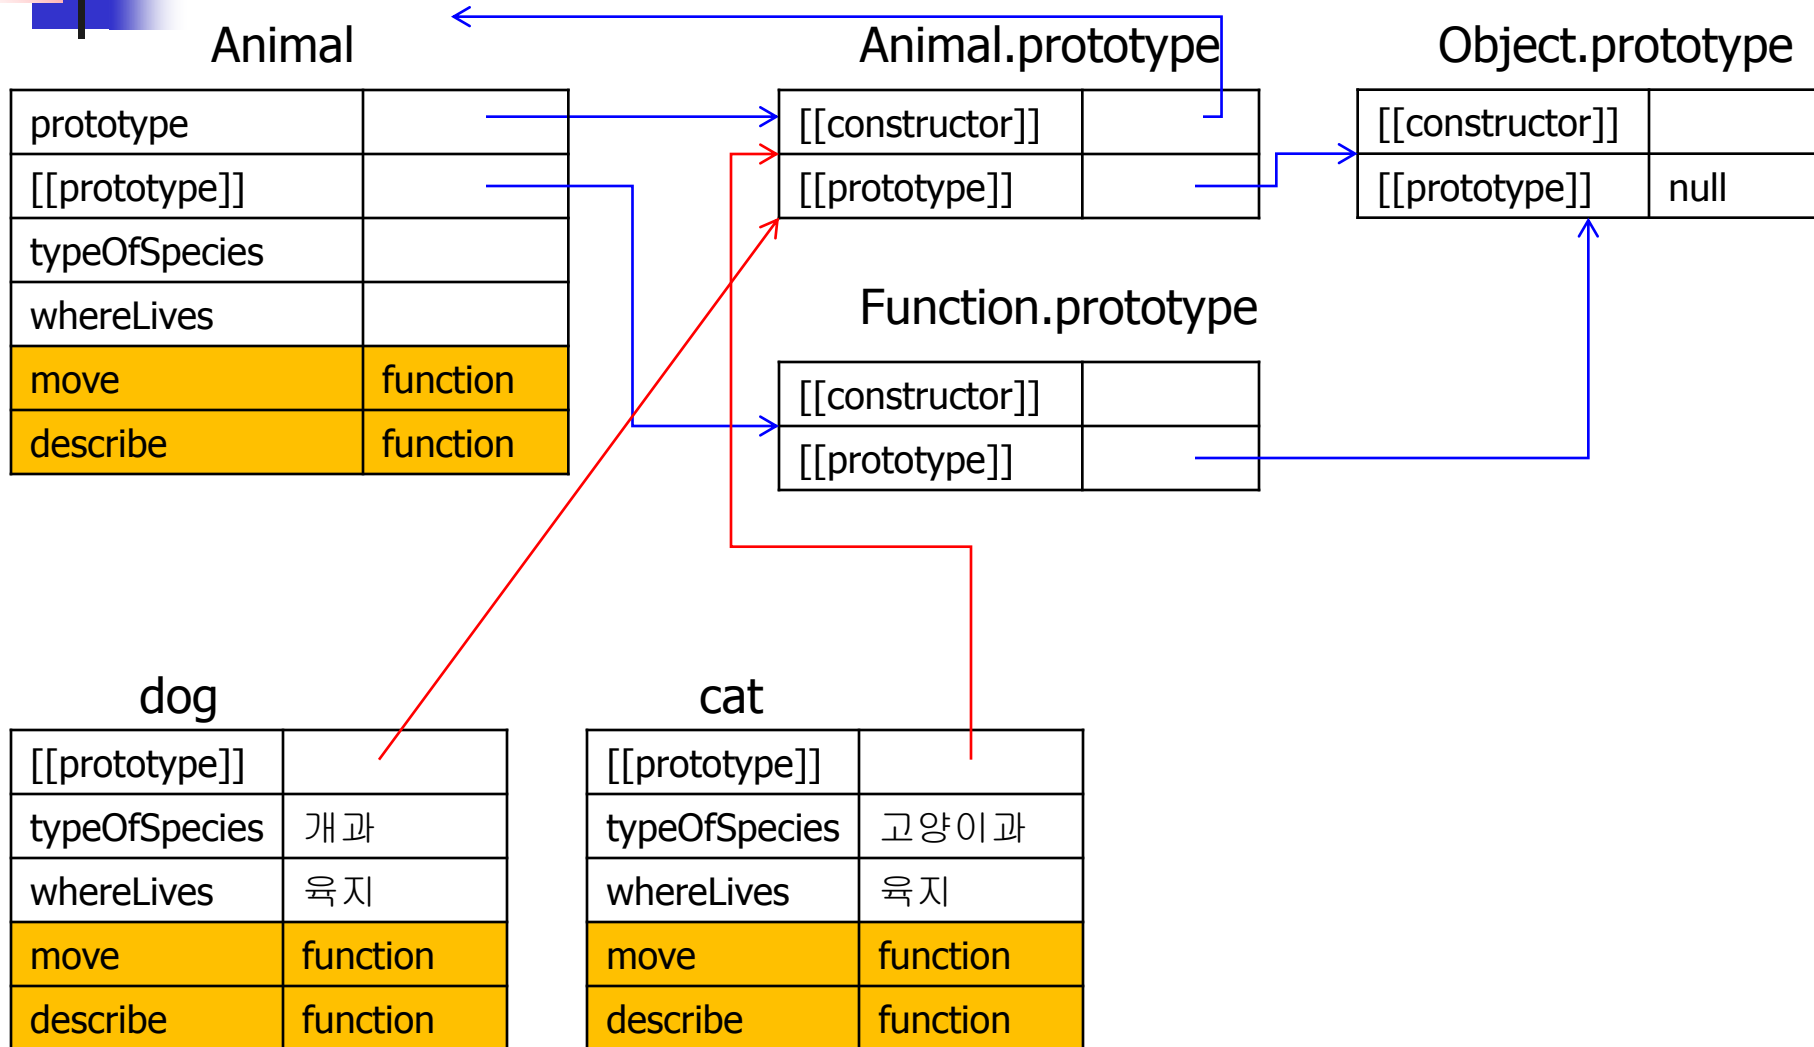 Animal
prototype
[[prototype]]
typeOfSpecies
whereLives
move function
describe function
Animal.prototype
[[constructor]]
[[prototype]]
Object.prototype
[[constructor]]
[[prototype]] null
Function.prototype
[[constructor]]
[[prototype]]
dog
[[prototype]]
typeOfSpecies 개과
whereLives 육지
move function
describe function
cat
[[prototype]]
typeOfSpecies 고양이과
whereLives 육지
move function
describe function